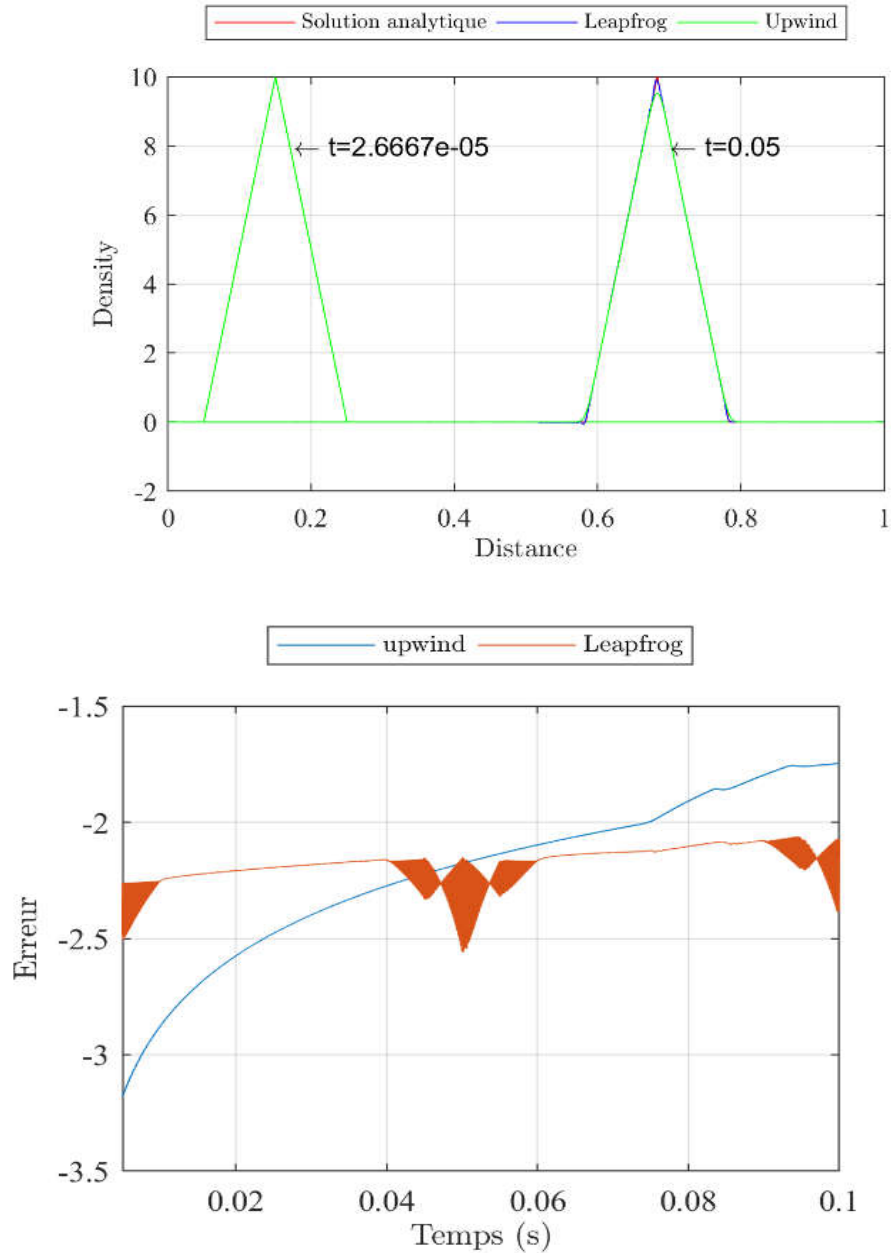 Solution analytique Leapfrog Upwind
10
8
6
4
2
0
-2
← t=2.6667e-05 ← t=0.05
Density
0 0.2 0.4 0.6 0.8 1
Distance
upwind Leapfrog
-1.5
-2
-2.5
-3
-3.5
Erreur
0.02 0.04 0.06 0.08 0.1
Temps (s)